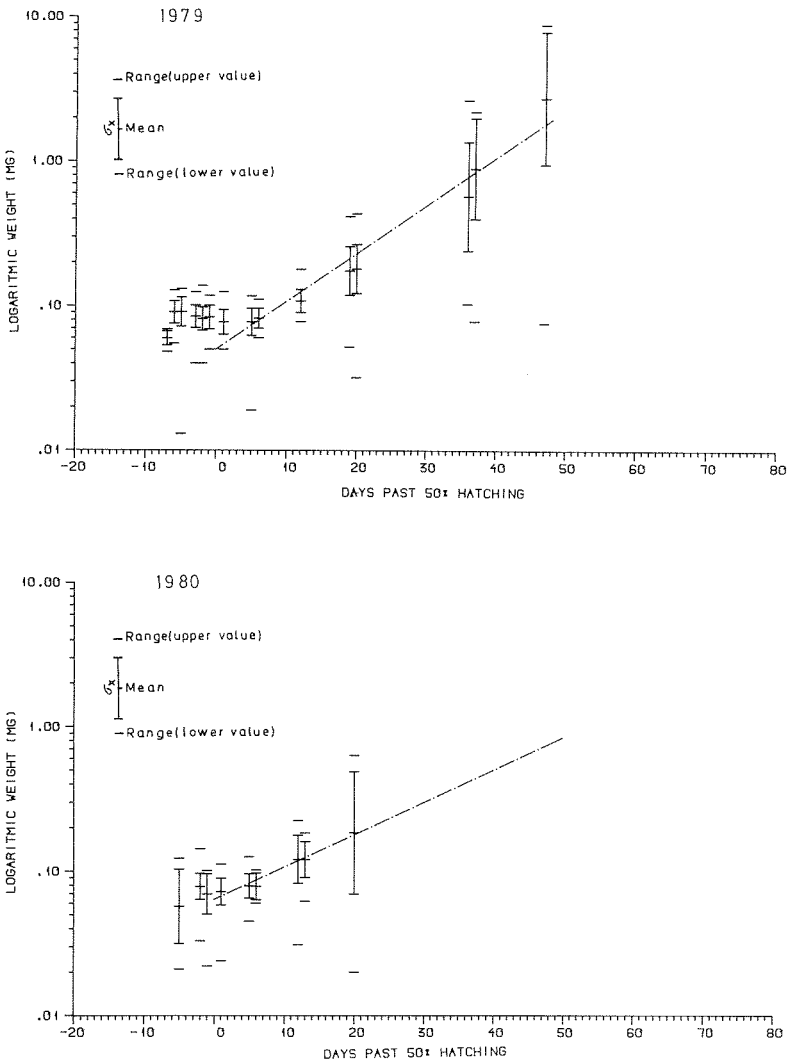 1979
10.00
Range(upper value)
σx Mean
Range(lower value)
1.00
.10
.01
LOGARITMIC WEIGHT (MG)
-20 -10 0 10 20 30 40 50 60 70 80
DAYS PAST 50% HATCHING
1980
10.00
Range(upper value)
σx Mean
Range(lower value)
1.00
.10
.01
LOGARITMIC WEIGHT (MG)
-20 -10 0 10 20 30 40 50 60 70 80
DAYS PAST 50% HATCHING